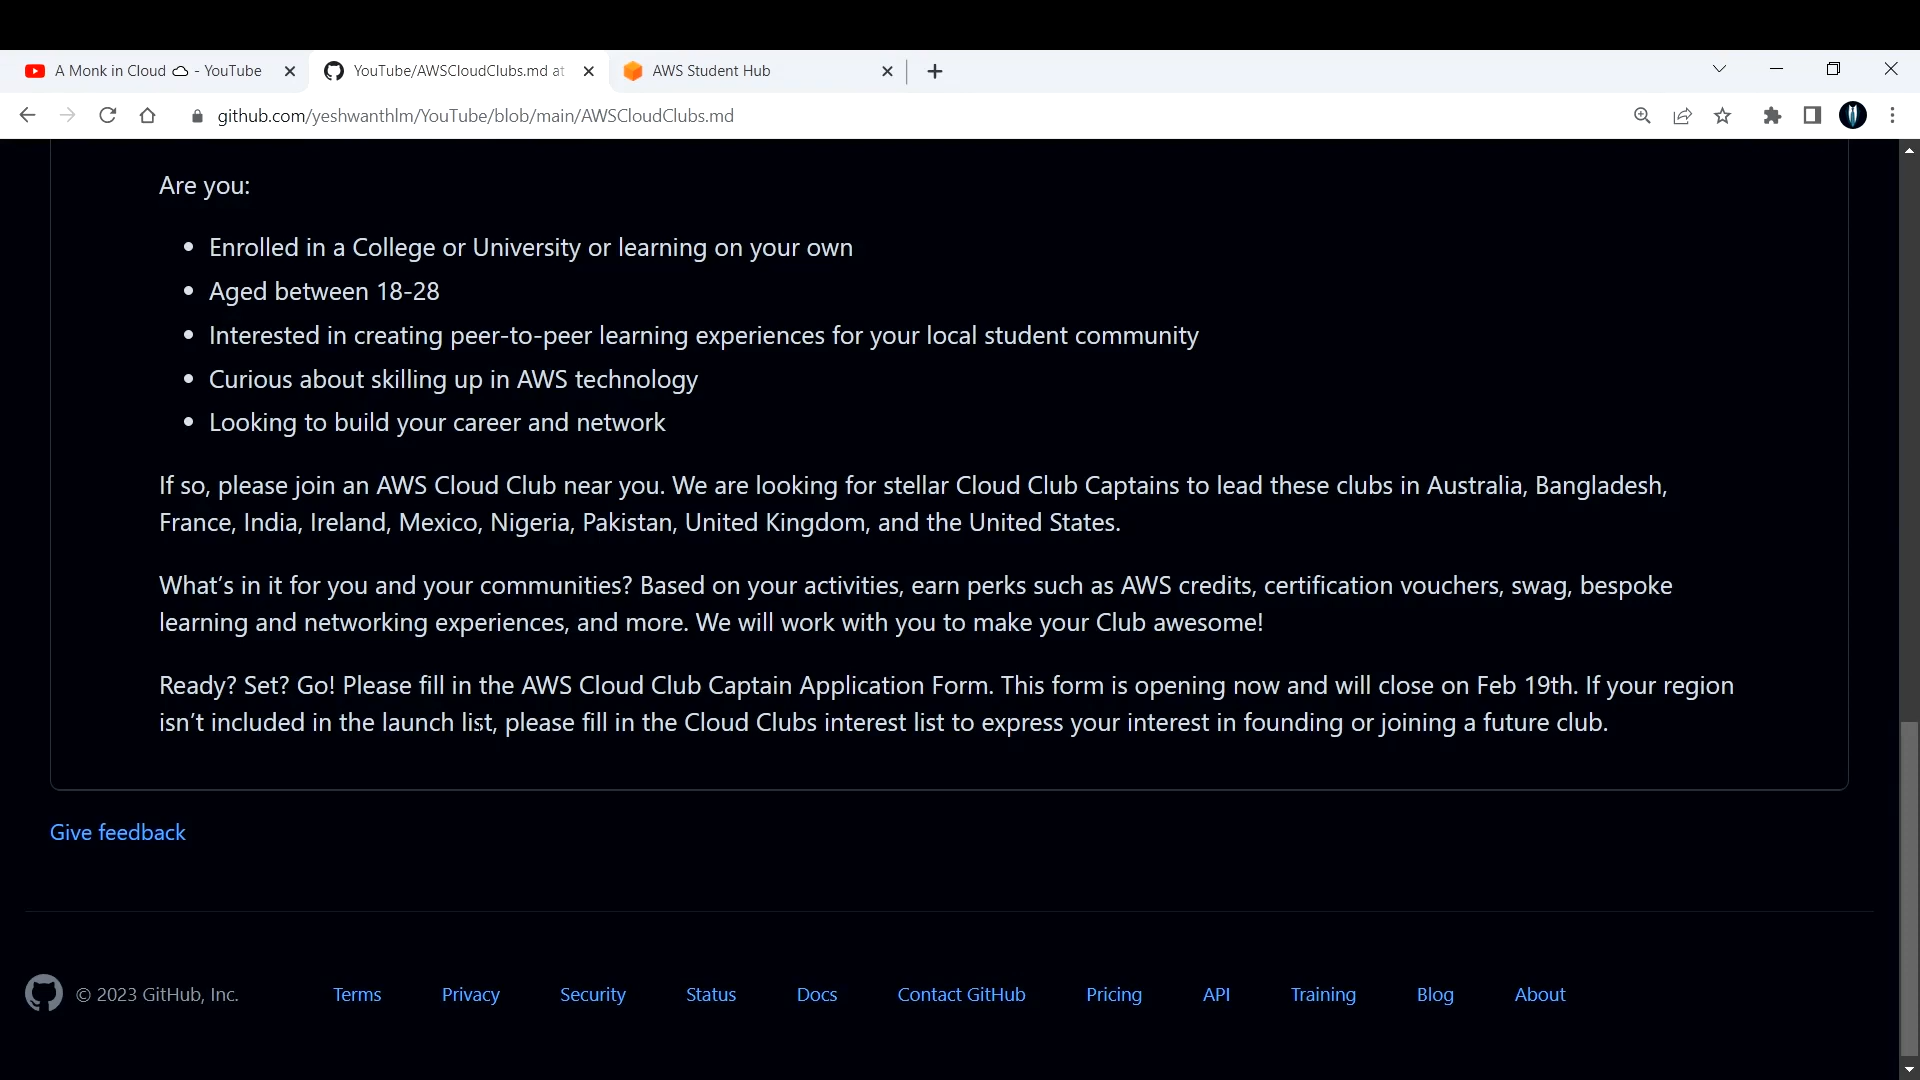 A Monk in Cloud - YouTube
YouTube/AWSCloudClubs.md at
AWS Student Hub
github.com/yeshwanthlm/YouTube/blob/main/AWSCloudClubs.md
Are you:
• Enrolled in a College or University or learning on your own
• Aged between 18-28
• Interested in creating peer-to-peer learning experiences for your local student community
• Curious about skilling up in AWS technology
• Looking to build your career and network
If so, please join an AWS Cloud Club near you. We are looking for stellar Cloud Club Captains to lead these clubs in Australia, Bangladesh,
France, India, Ireland, Mexico, Nigeria, Pakistan, United Kingdom, and the United States.
What’s in it for you and your communities? Based on your activities, earn perks such as AWS credits, certification vouchers, swag, bespoke
learning and networking experiences, and more. We will work with you to make your Club awesome!
Ready? Set? Go! Please fill in the AWS Cloud Club Captain Application Form. This form is opening now and will close on Feb 19th. If your region
isn’t included in the launch list, please fill in the Cloud Clubs interest list to express your interest in founding or joining a future club.
Give feedback
© 2023 GitHub, Inc. Terms Privacy Security Status Docs Contact GitHub Pricing API Training Blog About